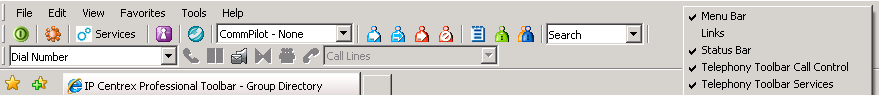 File Edit View Favorites Tools Help
Services CommPilot - None Search
Dial Number Call Lines
IP Centrex Professional Toolbar - Group Directory
Menu Bar
Links
Status Bar
Telephony Toolbar Call Control
Telephony Toolbar Services